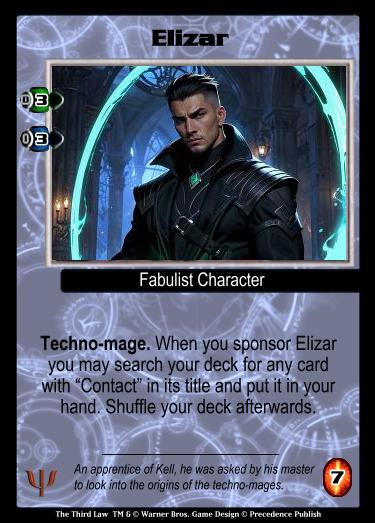 Elizar
3
3
Fabulist Character
Techno-mage. When you sponsor Elizar
you may search your deck for any card
with “Contact” in its title and put it in your
hand. Shuffle your deck afterwards.
An apprentice of Kell, he was asked by his master
to look into the origins of the techno-mages.
7
The Third Law TM & © Warner Bros. Game Design © Precedence Publish